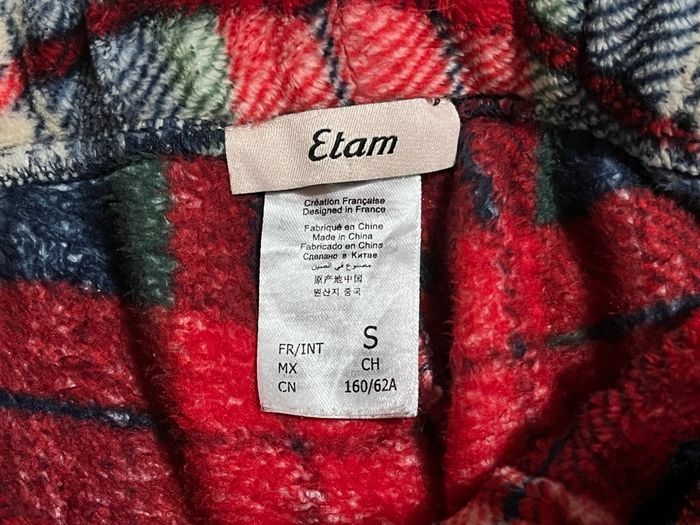 Etam
Création Française
Designed in France
Fabriqué en Chine
Made in China
Fabricado en China
Сделано в Китае
مصنوع في الصين
原产地中国
원산지 중국
FR/INT S
MX CH
CN 160/62A